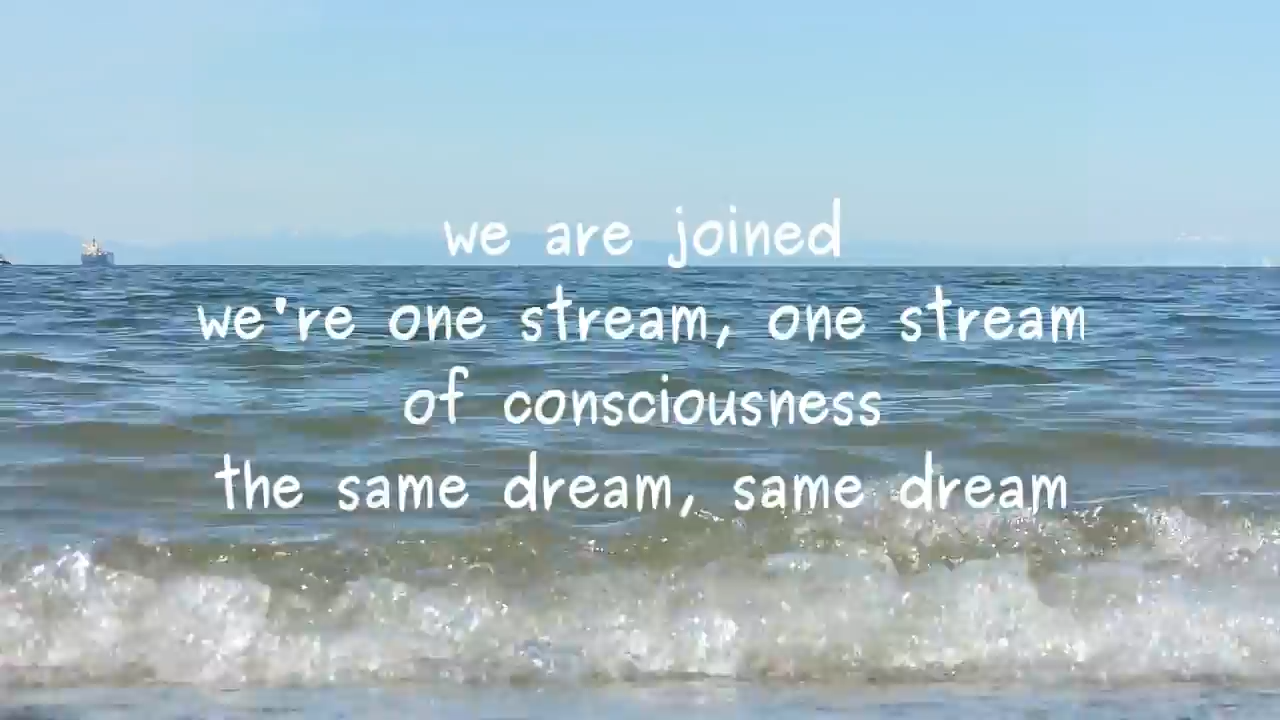 we are joined
we're one stream, one stream
of consciousness
the same dream, same dream